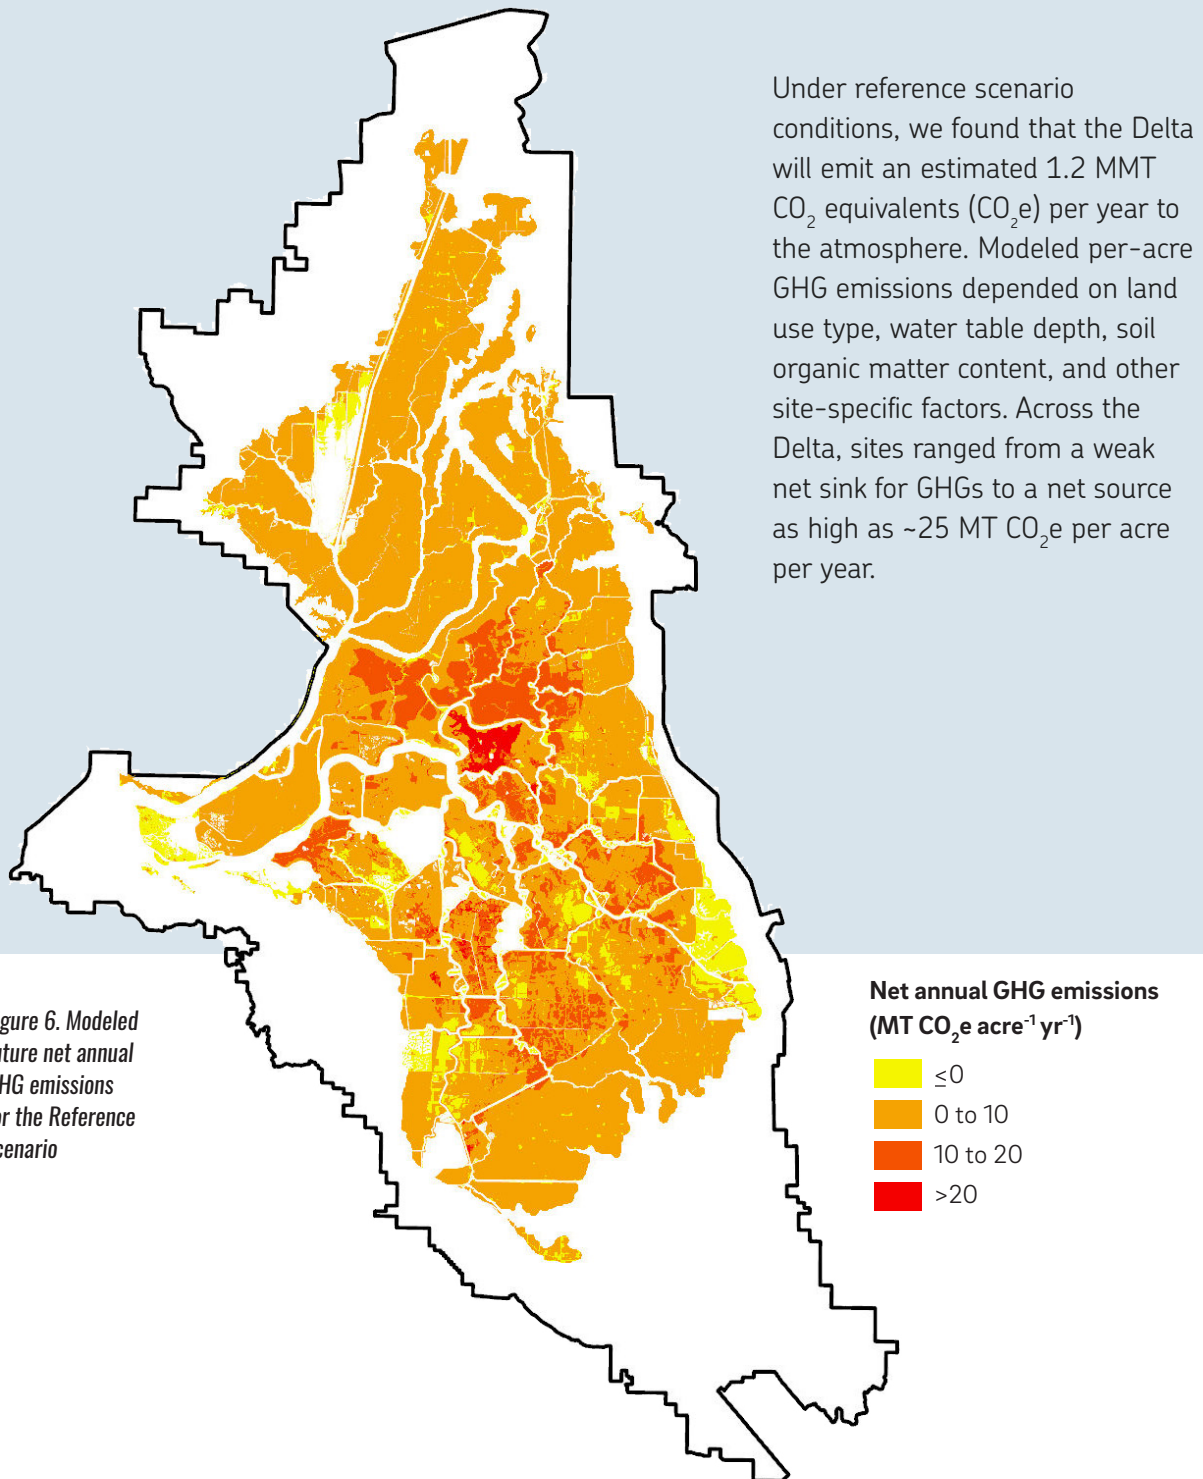 Under reference scenario
conditions, we found that the Delta
will emit an estimated 1.2 MMT
CO₂ equivalents (CO₂e) per year to
the atmosphere. Modeled per-acre
GHG emissions depended on land
use type, water table depth, soil
organic matter content, and other
site-specific factors. Across the
Delta, sites ranged from a weak
net sink for GHGs to a net source
as high as ~25 MT CO₂e per acre
per year.
igure 6. Modeled
uture net annual
HG emissions
or the Reference
cenario
Net annual GHG emissions
(MT CO₂e acre⁻¹ yr⁻¹)
≤0
0 to 10
10 to 20
>20